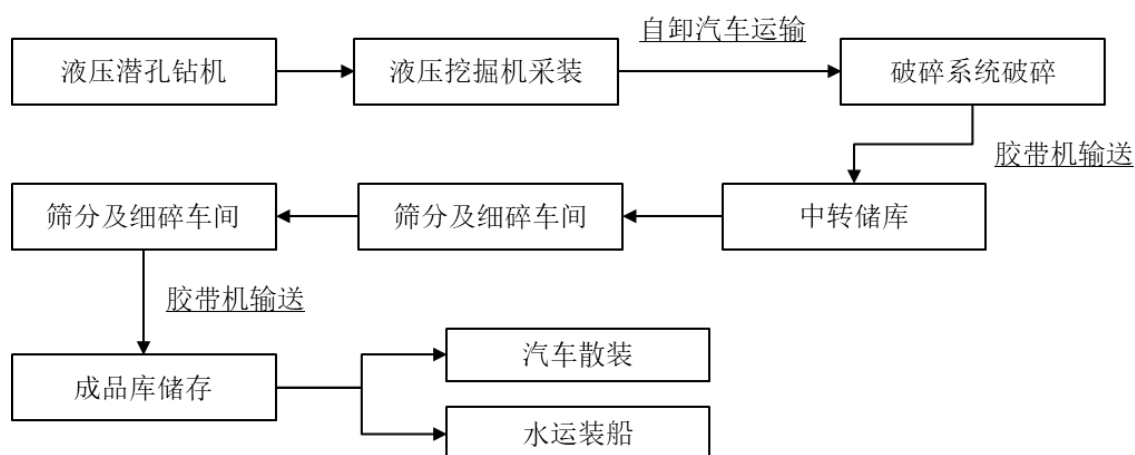 自卸汽车运输
液压潜孔钻机
液压挖掘机采装
破碎系统破碎
胶带机输送
筛分及细碎车间
筛分及细碎车间
中转储库
胶带机输送
成品库储存
汽车散装
水运装船